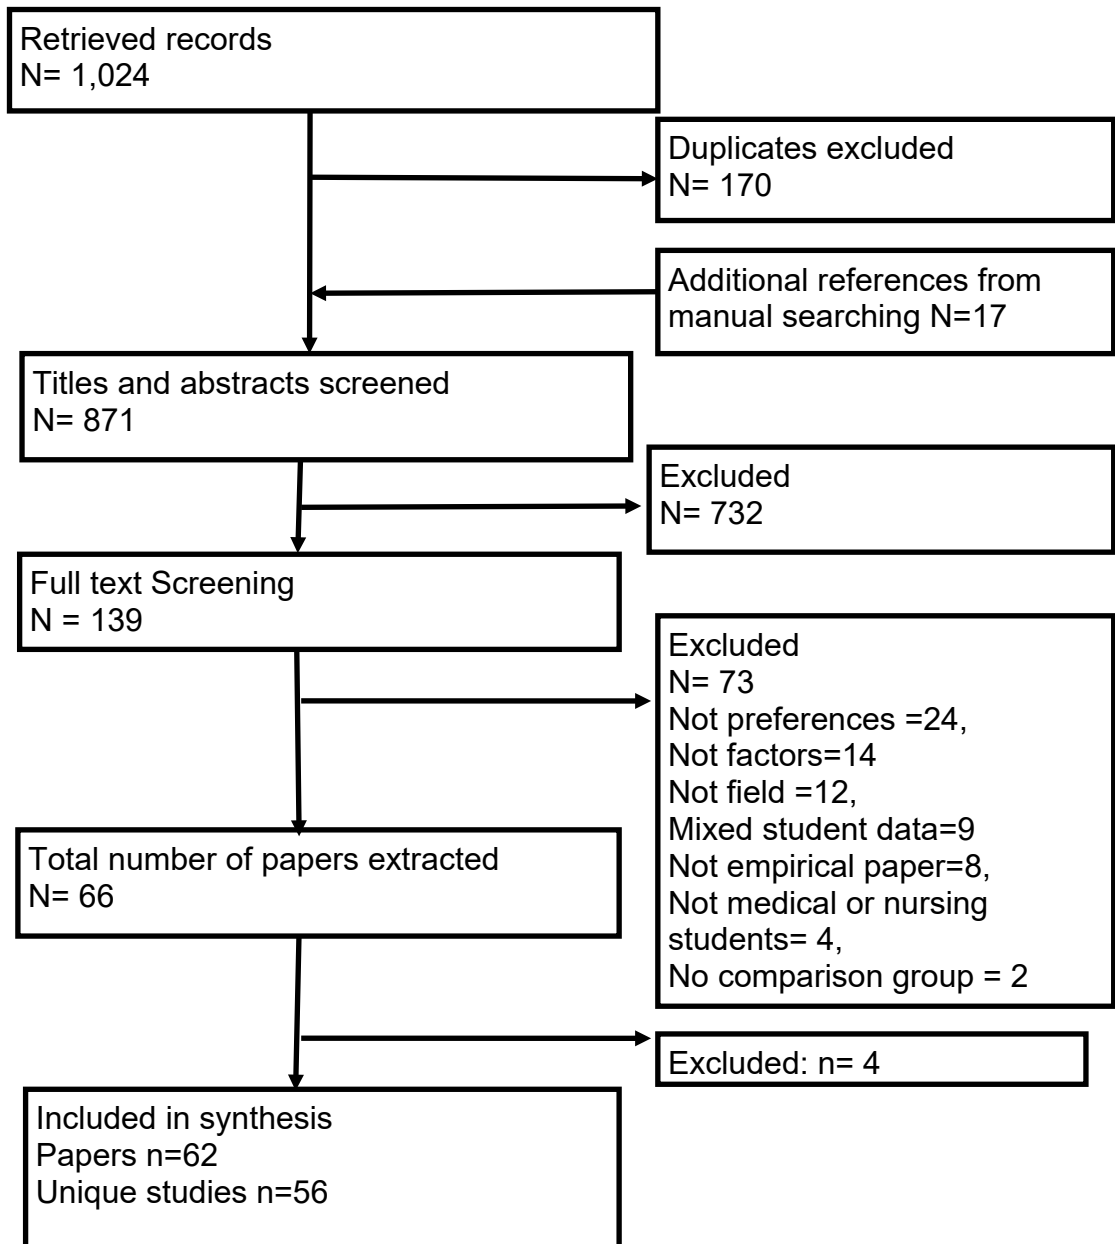 Retrieved records
N= 1,024
Duplicates excluded
N= 170
Additional references from
manual searching N=17
Titles and abstracts screened
N= 871
Excluded
N= 732
Full text Screening
N = 139
Excluded
N= 73
Not preferences =24,
Not factors=14
Not field =12,
Mixed student data=9
Not empirical paper=8,
Not medical or nursing
students= 4,
No comparison group = 2
Total number of papers extracted
N= 66
Excluded: n= 4
Included in synthesis
Papers n=62
Unique studies n=56